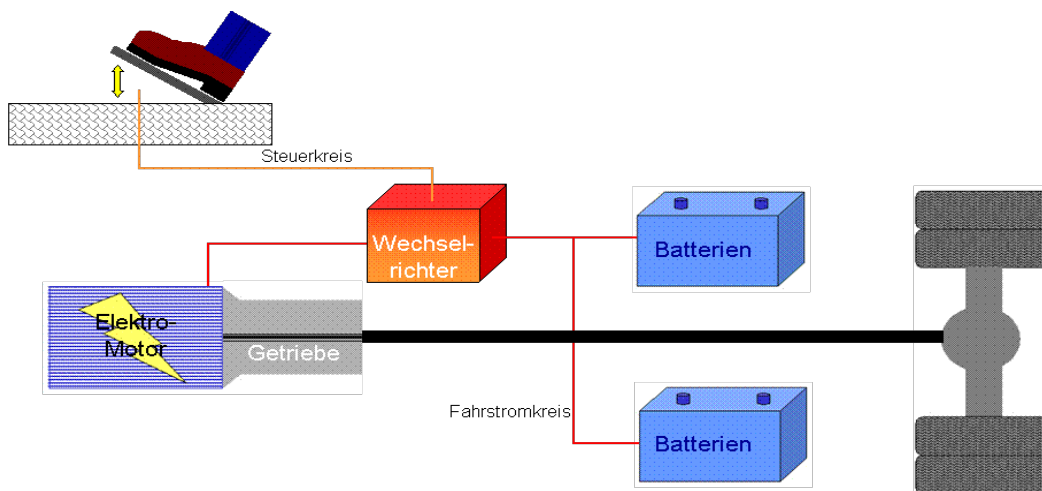 Steuerkreis
Wechsel-
richter
Batterien
Elektro-
Motor
Getriebe
Fahrstromkreis
Batterien